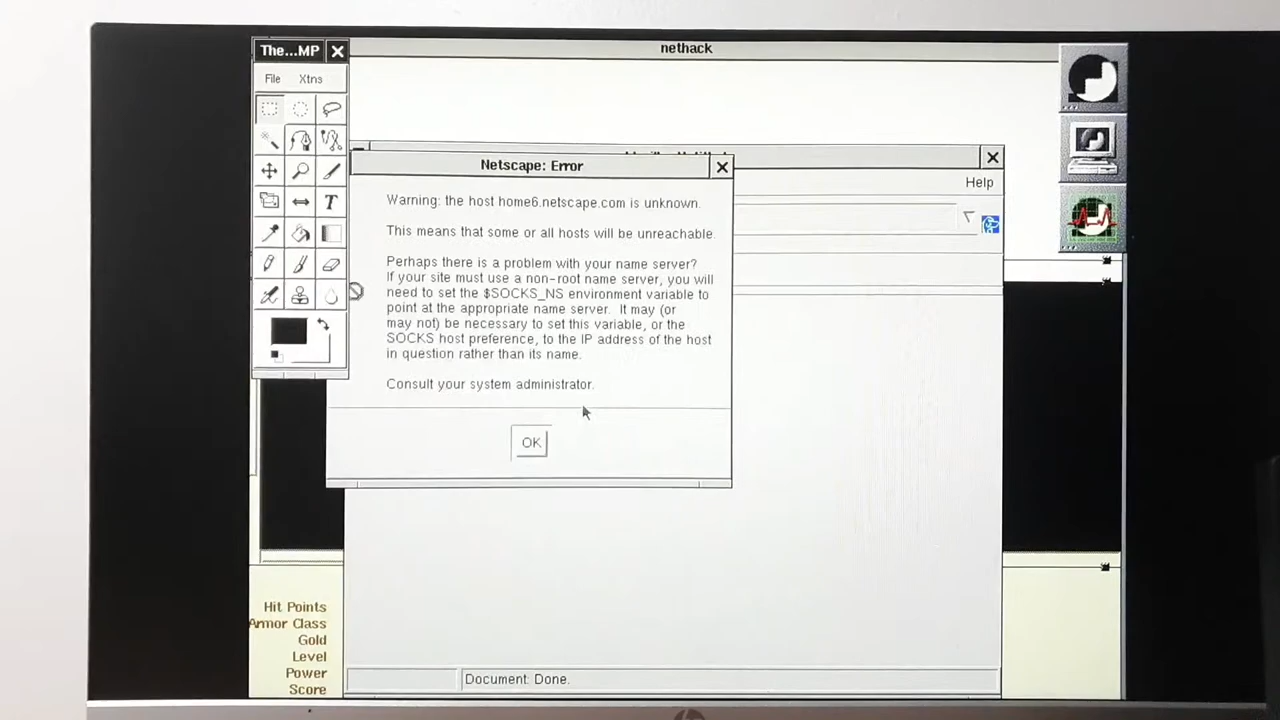 The...MP
nethack
File Xtns
Netscape: Error
Help
Warning: the host home6.netscape.com is unknown.
This means that some or all hosts will be unreachable.
Perhaps there is a problem with your name server?
If your site must use a non-root name server, you will
need to set the $SOCKS_NS environment variable to
point at the appropriate name server. It may (or
may not) be necessary to set this variable, or the
SOCKS host preference, to the IP address of the host
in question rather than its name.
Consult your system administrator.
OK
Hit Points
Armor Class
Gold
Level
Power
Score
Document: Done.